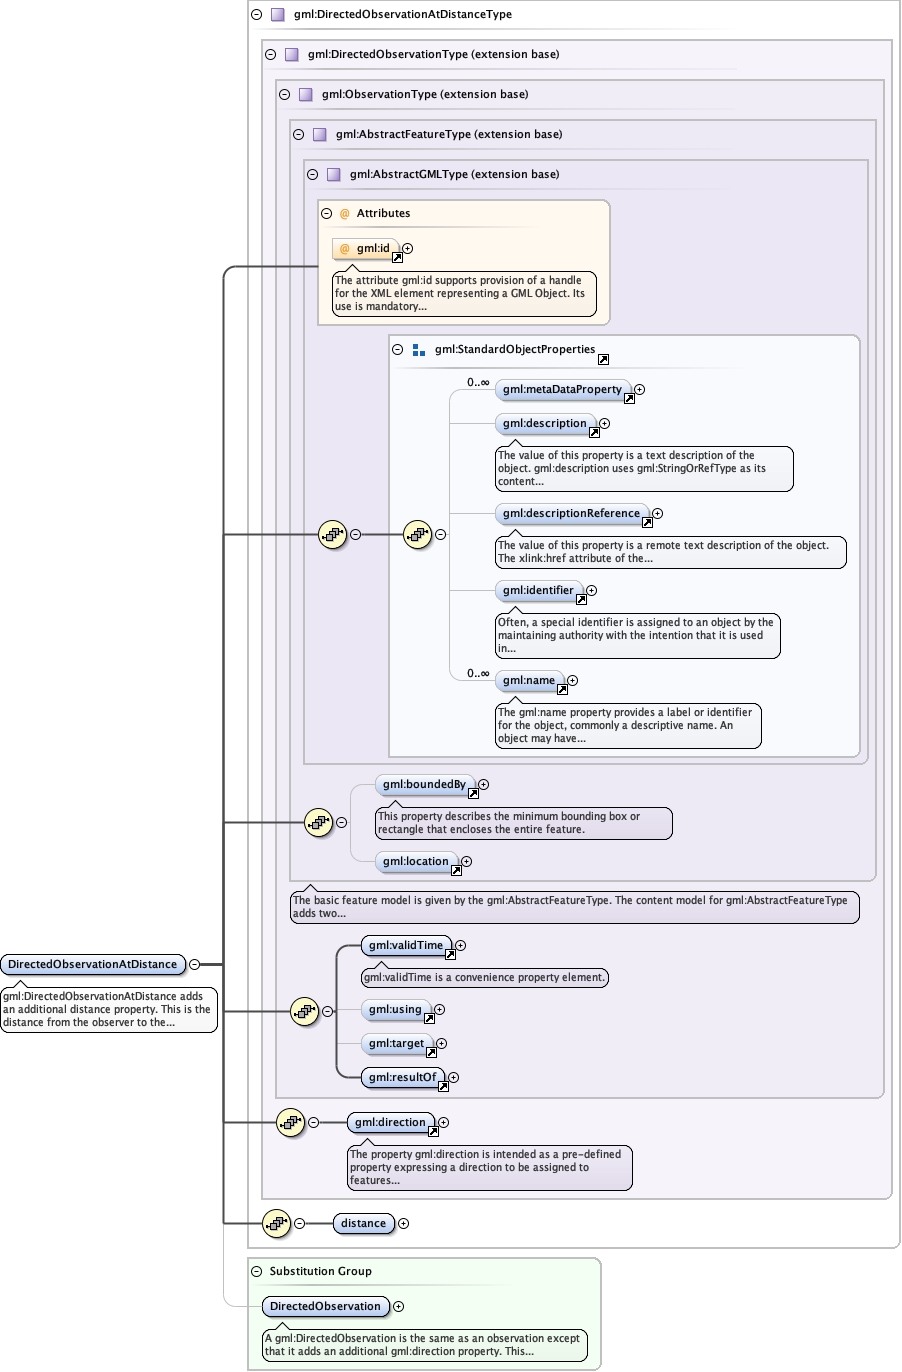 gml:DirectedObservationAtDistanceType
gml:DirectedObservationType (extension base)
gml:ObservationType (extension base)
gml:AbstractFeatureType (extension base)
gml:AbstractGMLType (extension base)
@ Attributes
@ gml:id
The attribute gml:id supports provision of a handle
for the XML element representing a GML Object. Its
use is mandatory...
gml:StandardObjectProperties
0..∞
gml:metaDataProperty
gml:description
The value of this property is a text description of the
object. gml:description uses gml:StringOrRefType as its
content...
gml:descriptionReference
The value of this property is a remote text description of the object.
The xlink:href attribute of the...
gml:identifier
Often, a special identifier is assigned to an object by the
maintaining authority with the intention that it is used
in...
0..∞
gml:name
The gml:name property provides a label or identifier
for the object, commonly a descriptive name. An
object may have...
gml:boundedBy
This property describes the minimum bounding box or
rectangle that encloses the entire feature.
gml:location
The basic feature model is given by the gml:AbstractFeatureType. The content model for gml:AbstractFeatureType
adds two...
gml:validTime
gml:validTime is a convenience property element.
DirectedObservationAtDistance
gml:DirectedObservationAtDistance adds
an additional distance property. This is the
distance from the observer to the...
gml:using
gml:target
gml:resultOf
gml:direction
The property gml:direction is intended as a pre-defined
property expressing a direction to be assigned to
features...
distance
Substitution Group
DirectedObservation
A gml:DirectedObservation is the same as an observation except
that it adds an additional gml:direction property. This...